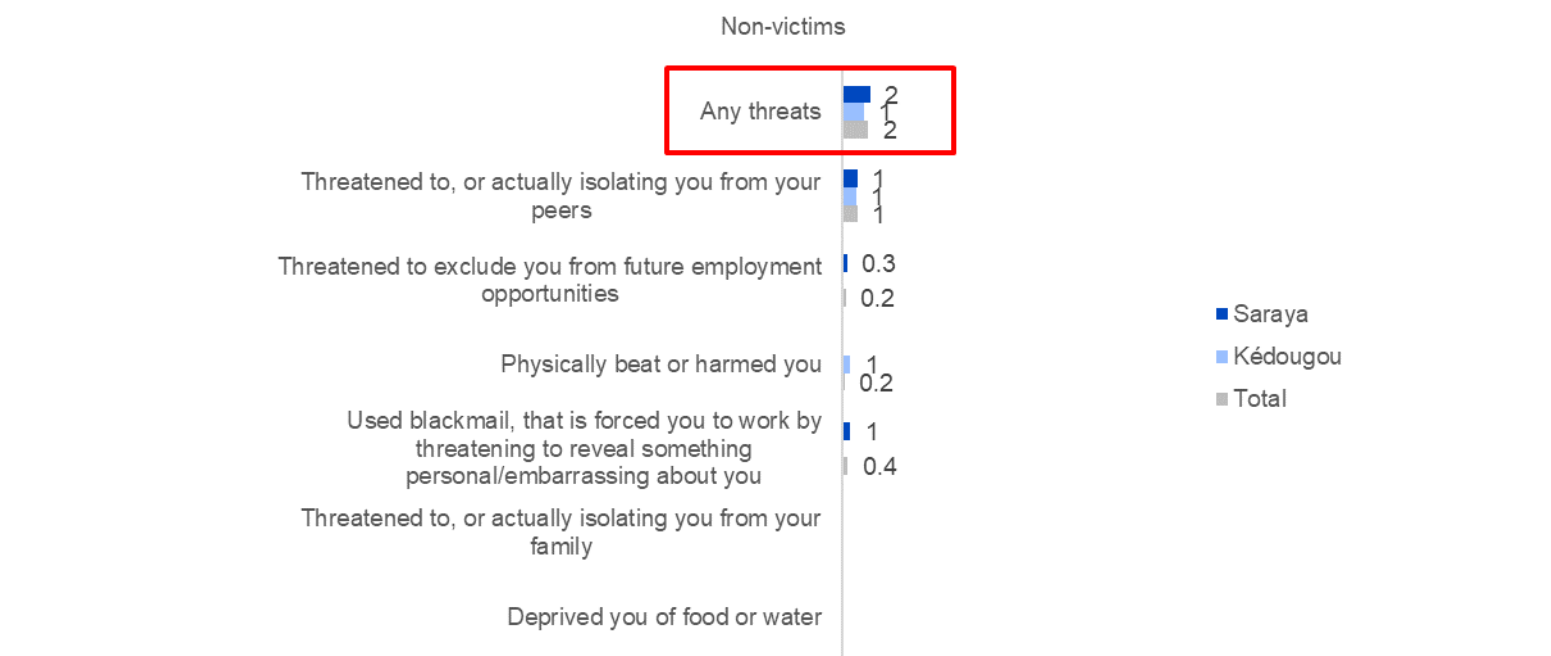 Non-victims
Any threats
2
1
2
Threatened to, or actually isolating you from your
peers
1
1
1
Threatened to exclude you from future employment
opportunities
0.3
0.2
Physically beat or harmed you
1
0.2
Used blackmail, that is forced you to work by
threatening to reveal something
personal/embarrassing about you
1
0.4
Threatened to, or actually isolating you from your
family
Deprived you of food or water
Saraya
Kédougou
Total